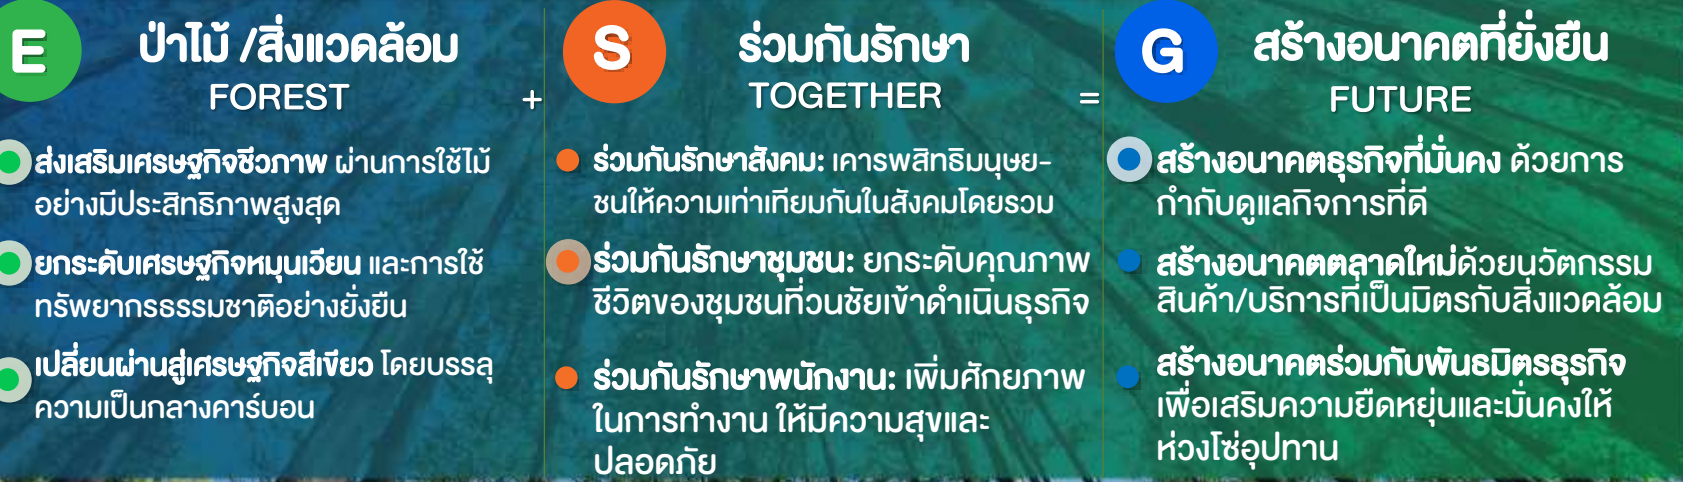 E
ป่าไม้ /สิ่งแวดล้อม
FOREST
ส่งเสริมเศรษฐกิจชีวภาพ ผ่านการใช้ไม้
อย่างมีประสิทธิภาพสูงสุด
ยกระดับเศรษฐกิจหมุนเวียน และการใช้
ทรัพยากรธรรมชาติอย่างยั่งยืน
เปลี่ยนผ่านสู่เศรษฐกิจสีเขียว โดยบรรลุ
ความเป็นกลางคาร์บอน
+
S
ร่วมกันรักษา
TOGETHER
ร่วมกันรักษาสังคม: เคารพสิทธิมนุษย-
ชนให้ความเท่าเทียมกันในสังคมโดยรวม
ร่วมกันรักษาชุมชน: ยกระดับคุณภาพ
ชีวิตของชุมชนที่วนชัยเข้าดำเนินธุรกิจ
ร่วมกันรักษาพนักงาน: เพิ่มศักยภาพ
ในการทำงาน ให้มีความสุขและ
ปลอดภัย
=
G
สร้างอนาคตที่ยั่งยืน
FUTURE
สร้างอนาคตธุรกิจที่มั่นคง ด้วยการ
กำกับดูแลกิจการที่ดี
สร้างอนาคตตลาดใหม่ด้วยนวัตกรรม
สินค้า/บริการที่เป็นมิตรกับสิ่งแวดล้อม
สร้างอนาคตร่วมกับพันธมิตรธุรกิจ
เพื่อเสริมความยืดหยุ่นและมั่นคงให้
ห่วงโซ่อุปทาน